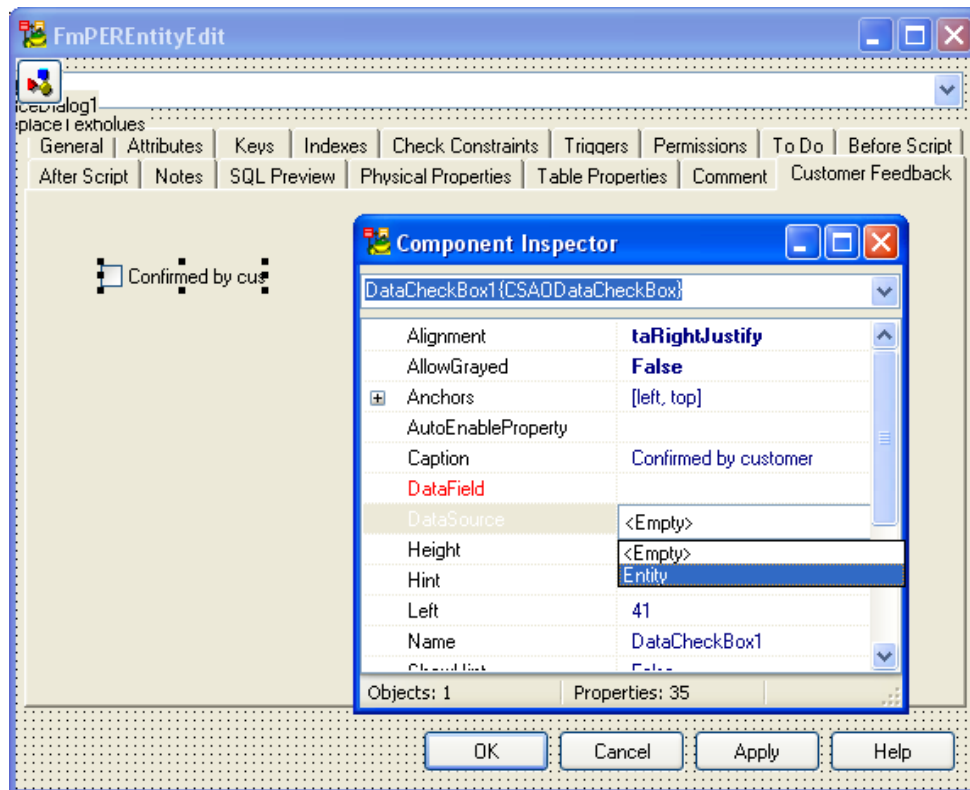 FmPEREntityEdit
General Attributes Keys Indexes Check Constraints Triggers Permissions To Do Before Script
After Script Notes SQL Preview Physical Properties Table Properties Comment Customer Feedback
Confirmed by cus
Component Inspector
DataCheckBox1{CSAODataCheckBox}
Alignment taRightJustify
AllowGrayed False
Anchors [left, top]
AutoEnableProperty
Caption Confirmed by customer
DataField
DataSource <Empty>
Height <Empty>
Hint Entity
Left 41
Name DataCheckBox1
Objects: 1 Properties: 35
OK Cancel Apply Help